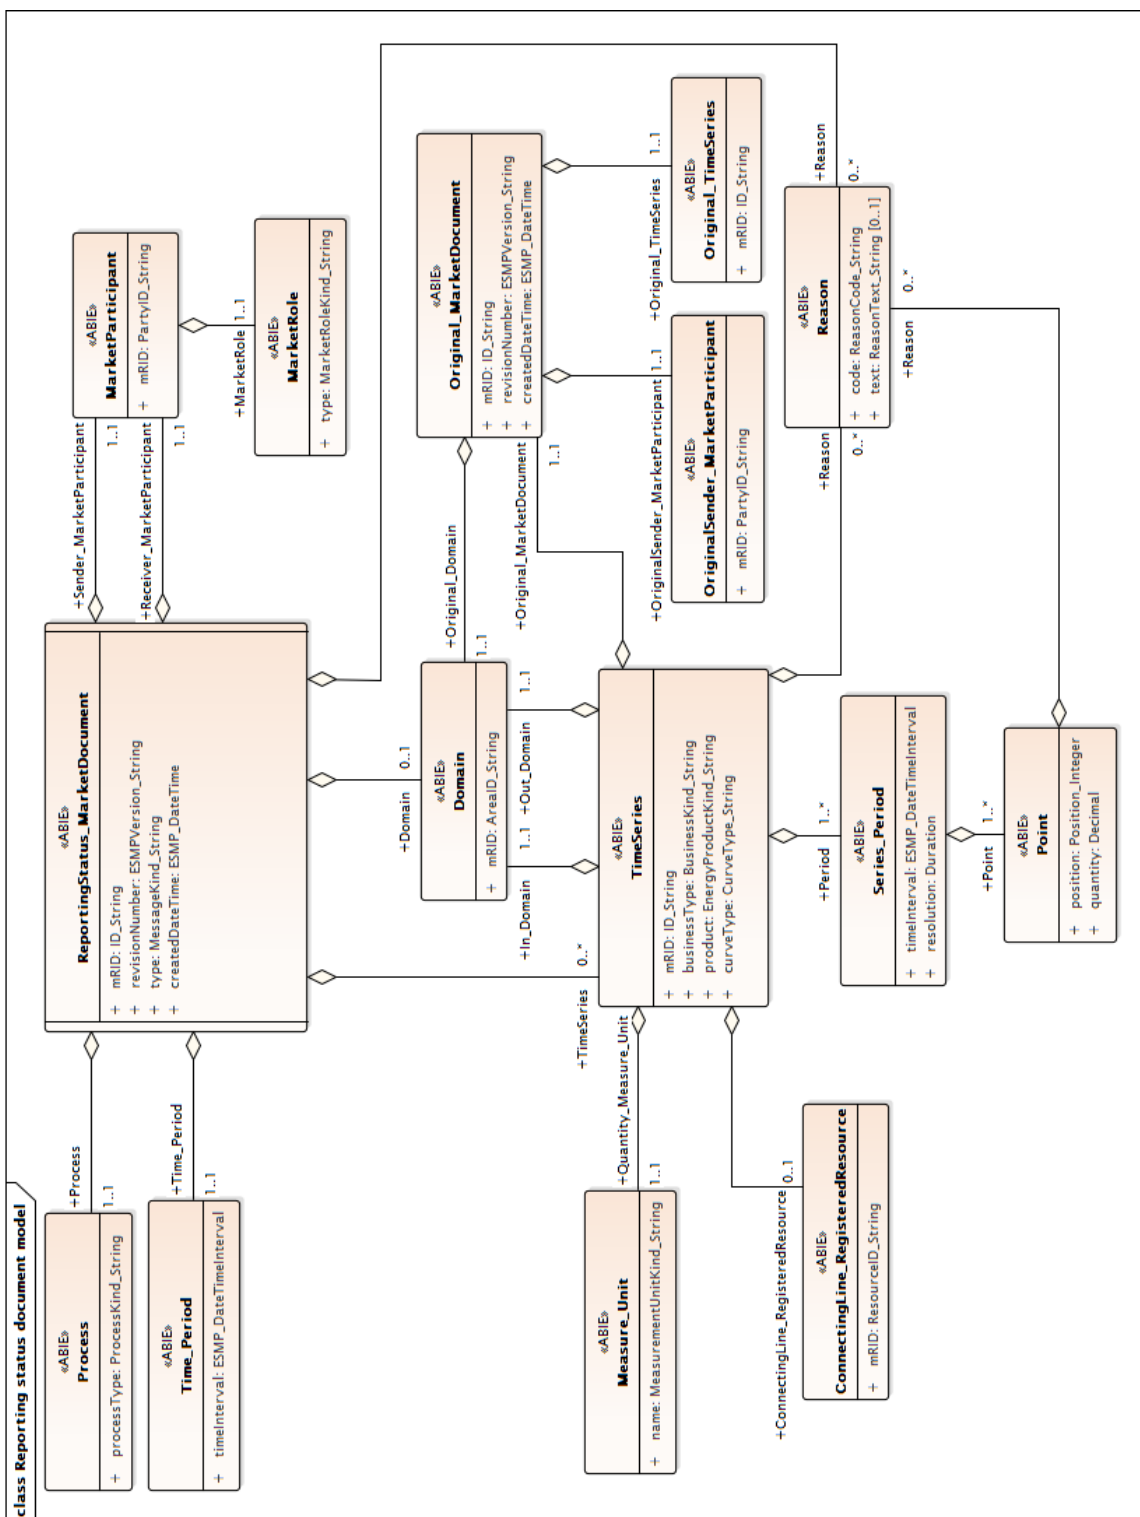 class Reporting status document model
«ABIE»
Process
+ processType: ProcessKind_String
+Process
1..1
«ABIE»
Time_Period
+ timeInterval: ESMP_DateTimeInterval
+Time_Period
1..1
«ABIE»
ReportingStatus_MarketDocument
+ mRID: ID_String
+ revisionNumber: ESMPVersion_String
+ type: MessageKind_String
+ createdDateTime: ESMP_DateTime
+Sender_MarketParticipant
1..1
+Receiver_MarketParticipant
1..1
«ABIE»
MarketParticipant
+ mRID: PartyID_String
+MarketRole
1..1
«ABIE»
MarketRole
+ type: MarketRoleKind_String
+Domain
0..1
«ABIE»
Domain
+ mRID: AreaID_String
+Original_Domain
1..1
+In_Domain
1..1
+Out_Domain
1..1
«ABIE»
Original_MarketDocument
+ mRID: ID_String
+ revisionNumber: ESMPVersion_String
+ createdDateTime: ESMP_DateTime
+Original_MarketDocument
1..1
+TimeSeries
0..*
«ABIE»
TimeSeries
+ mRID: ID_String
+ businessType: BusinessKind_String
+ product: EnergyProductKind_String
+ curveType: CurveType_String
+Quantity_Measure_Unit
1..1
«ABIE»
Measure_Unit
+ name: MeasurementUnitKind_String
+OriginalSender_MarketParticipant
1..1
«ABIE»
OriginalSender_MarketParticipant
+ mRID: PartyID_String
+Original_TimeSeries
1..1
«ABIE»
Original_TimeSeries
+ mRID: ID_String
+ConnectingLine_RegisteredResource
0..1
«ABIE»
ConnectingLine_RegisteredResource
+ mRID: ResourceID_String
+Period
1..*
«ABIE»
Series_Period
+ timeInterval: ESMP_DateTimeInterval
+ resolution: Duration
+Reason
0..*
+Reason
0..*
«ABIE»
Reason
+ code: ReasonCode_String
+ text: ReasonText_String [0..1]
+Reason
0..*
+Point
1..*
«ABIE»
Point
+ position: Position_Integer
+ quantity: Decimal